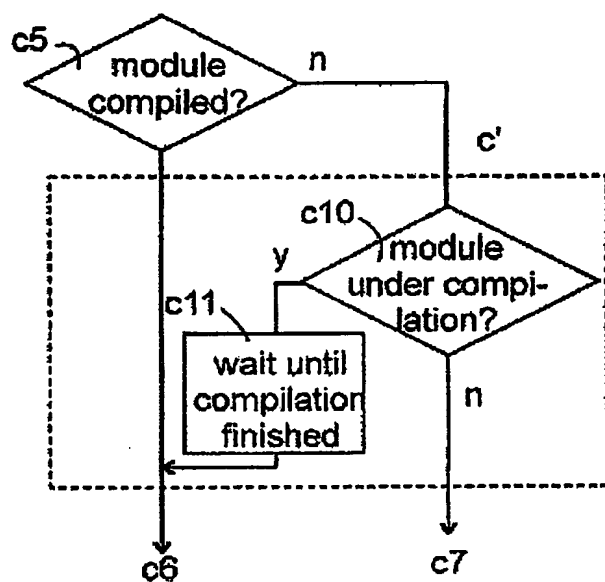 c5
module
compiled?
n
c'
c10
module
under compi-
lation?
y
c11
wait until
compilation
finished
n
c6
c7